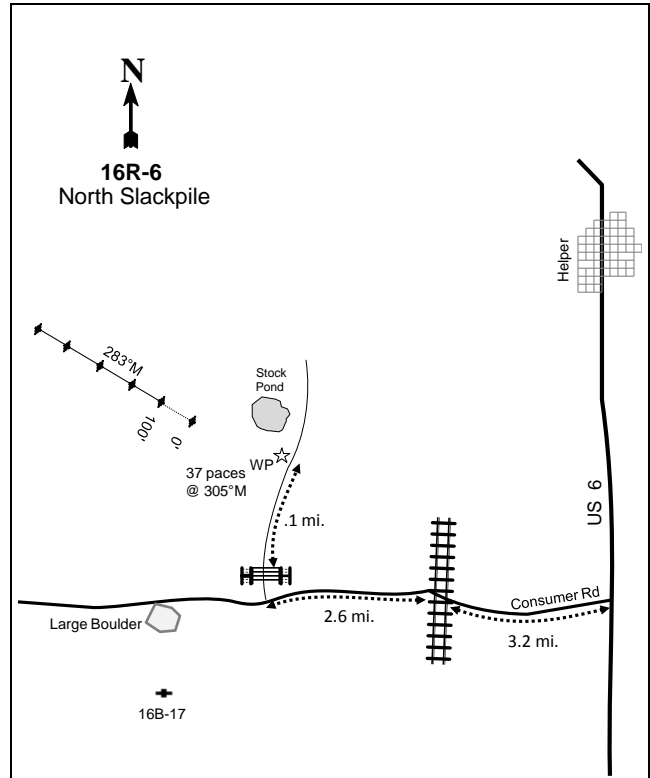 N
16R-6
North Slackpile
Helper
283°M
Stock
Pond
100'
0'
WP
37 paces
@ 305°M
.1 mi.
US 6
Consumer Rd
2.6 mi.
3.2 mi.
Large Boulder
16B-17